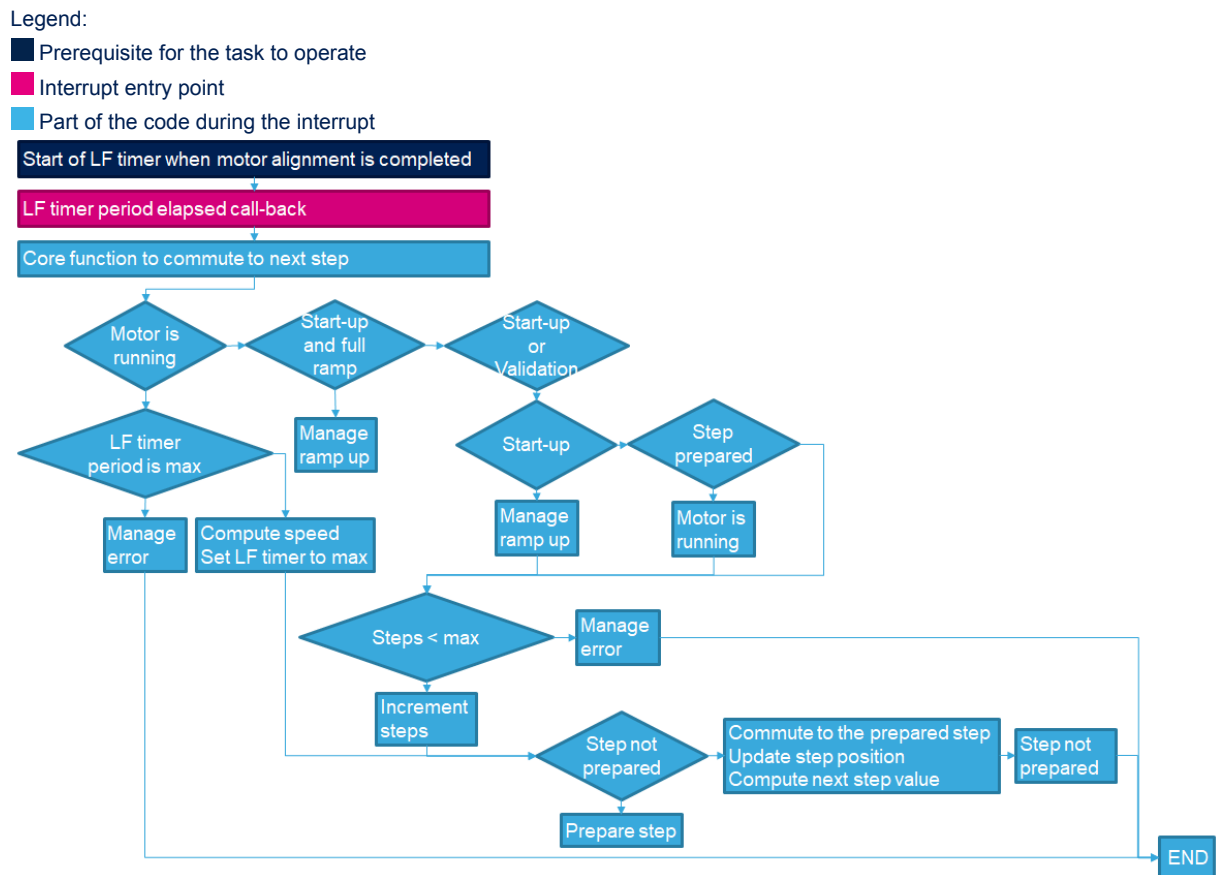 Legend:
Prerequisite for the task to operate
Interrupt entry point
Part of the code during the interrupt
Start of LF timer when motor alignment is completed
LF timer period elapsed call-back
Core function to commute to next step
Motor is
running
Start-up
and full
ramp
Start-up
or
Validation
LF timer
period is max
Manage
ramp up
Start-up
Step
prepared
Manage
error
Compute speed
Set LF timer to max
Manage
ramp up
Motor is
running
Steps < max
Manage
error
Increment
steps
Step not
prepared
Commute to the prepared step
Update step position
Compute next step value
Step not
prepared
Prepare step
END